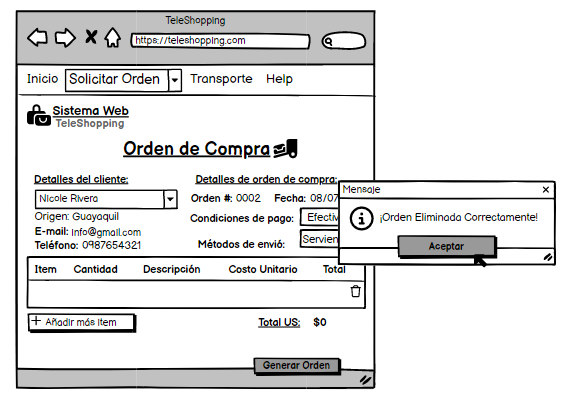 TeleShopping
https://teleshopping.com
Inicio Solicitar Orden Transporte Help
Sistema Web
TeleShopping
Orden de Compra
Detalles del cliente: Detalles de orden de compra:
Nicole Rivera Orden #: 0002 Fecha: 08/07
Origen: Guayaquil Condiciones de pago: Efectiv
E-mail: info@gmail.com
Teléfono: 0987654321 Métodos de envió: Servien
Mensaje
¡Orden Eliminada Correctamente!
Aceptar
Item Cantidad Descripción Costo Unitario Total
+ Añadir más item Total US: $0
Generar Orden